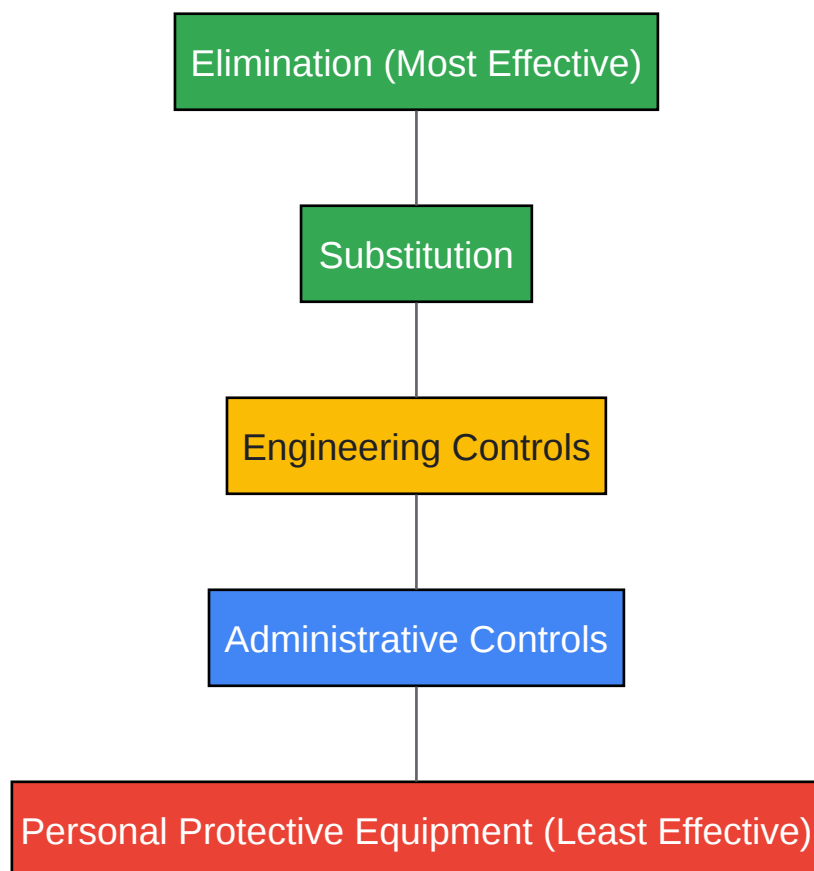 Elimination (Most Effective)
Substitution
Engineering Controls
Administrative Controls
Personal Protective Equipment (Least Effective)